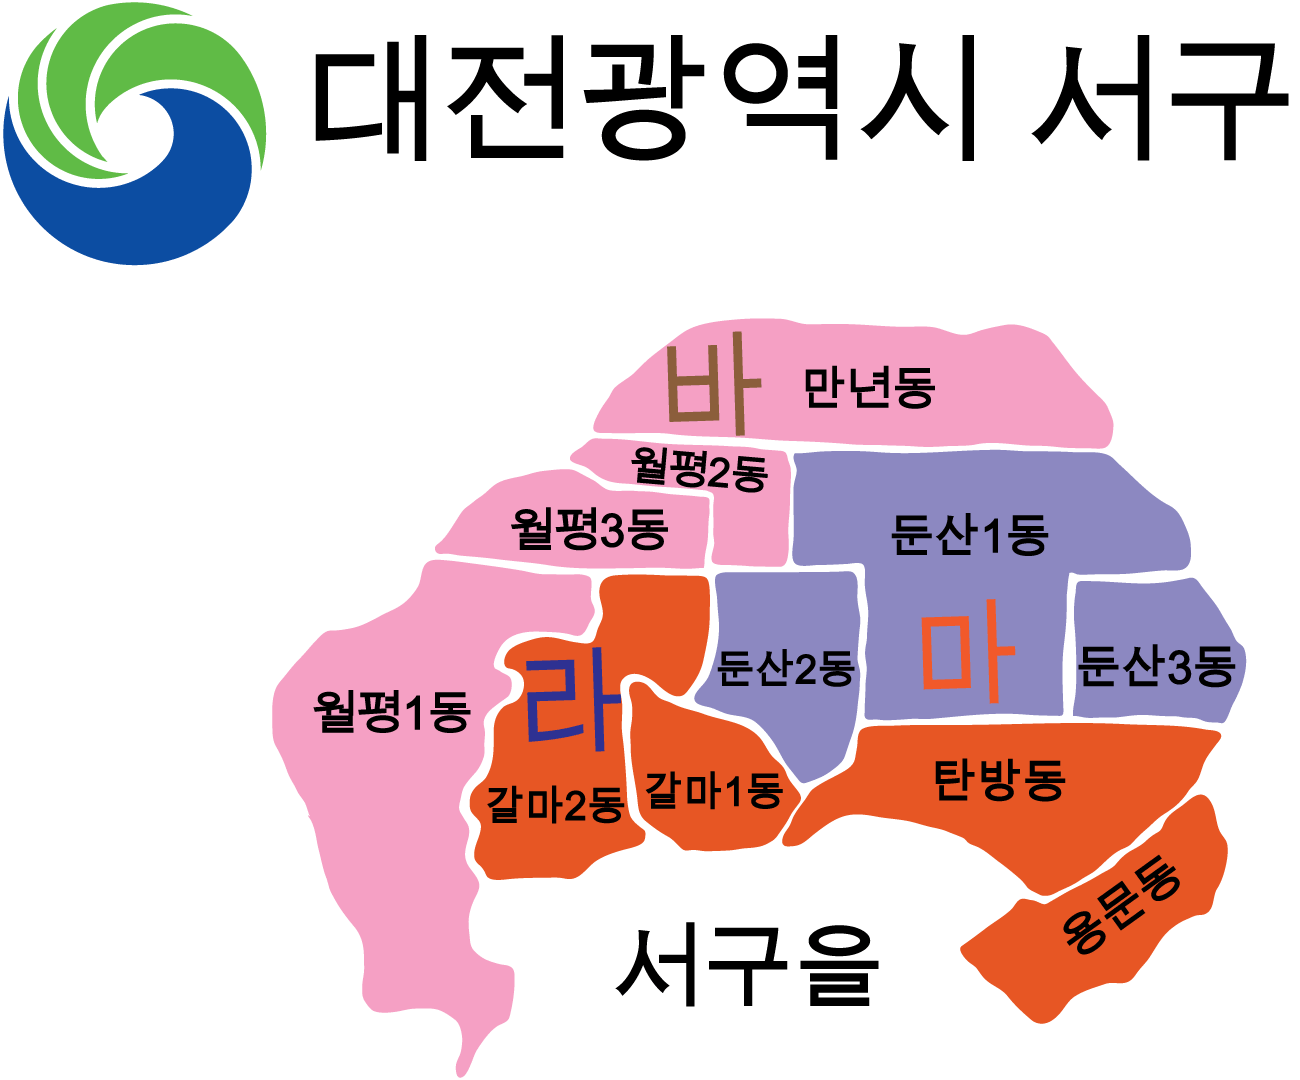 대전광역시 서구
바 만년동
월평2동
월평3동
둔산1동
월평1동
라
둔산2동
마
둔산3동
갈마2동
갈마1동
탄방동
용문동
서구을